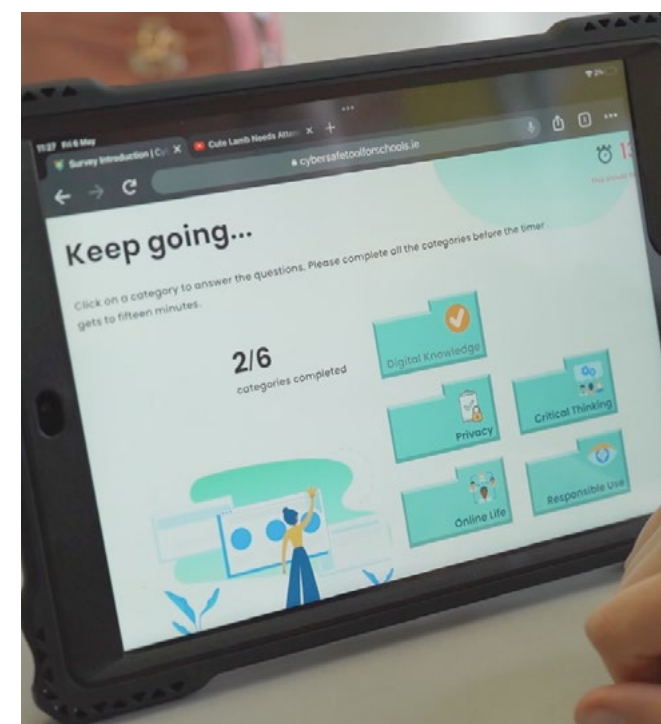 11:27 Fri 6 May
Survey Introduction | Cy
Cute Lamb Needs Atten
cybersafetoolforschools.ie
Keep going...
Click on a category to answer the questions. Please complete all the categories before the timer
gets to fifteen minutes.
2/6
categories completed
Digital Knowledge
Privacy
Critical Thinking
Online Life
Responsible Use